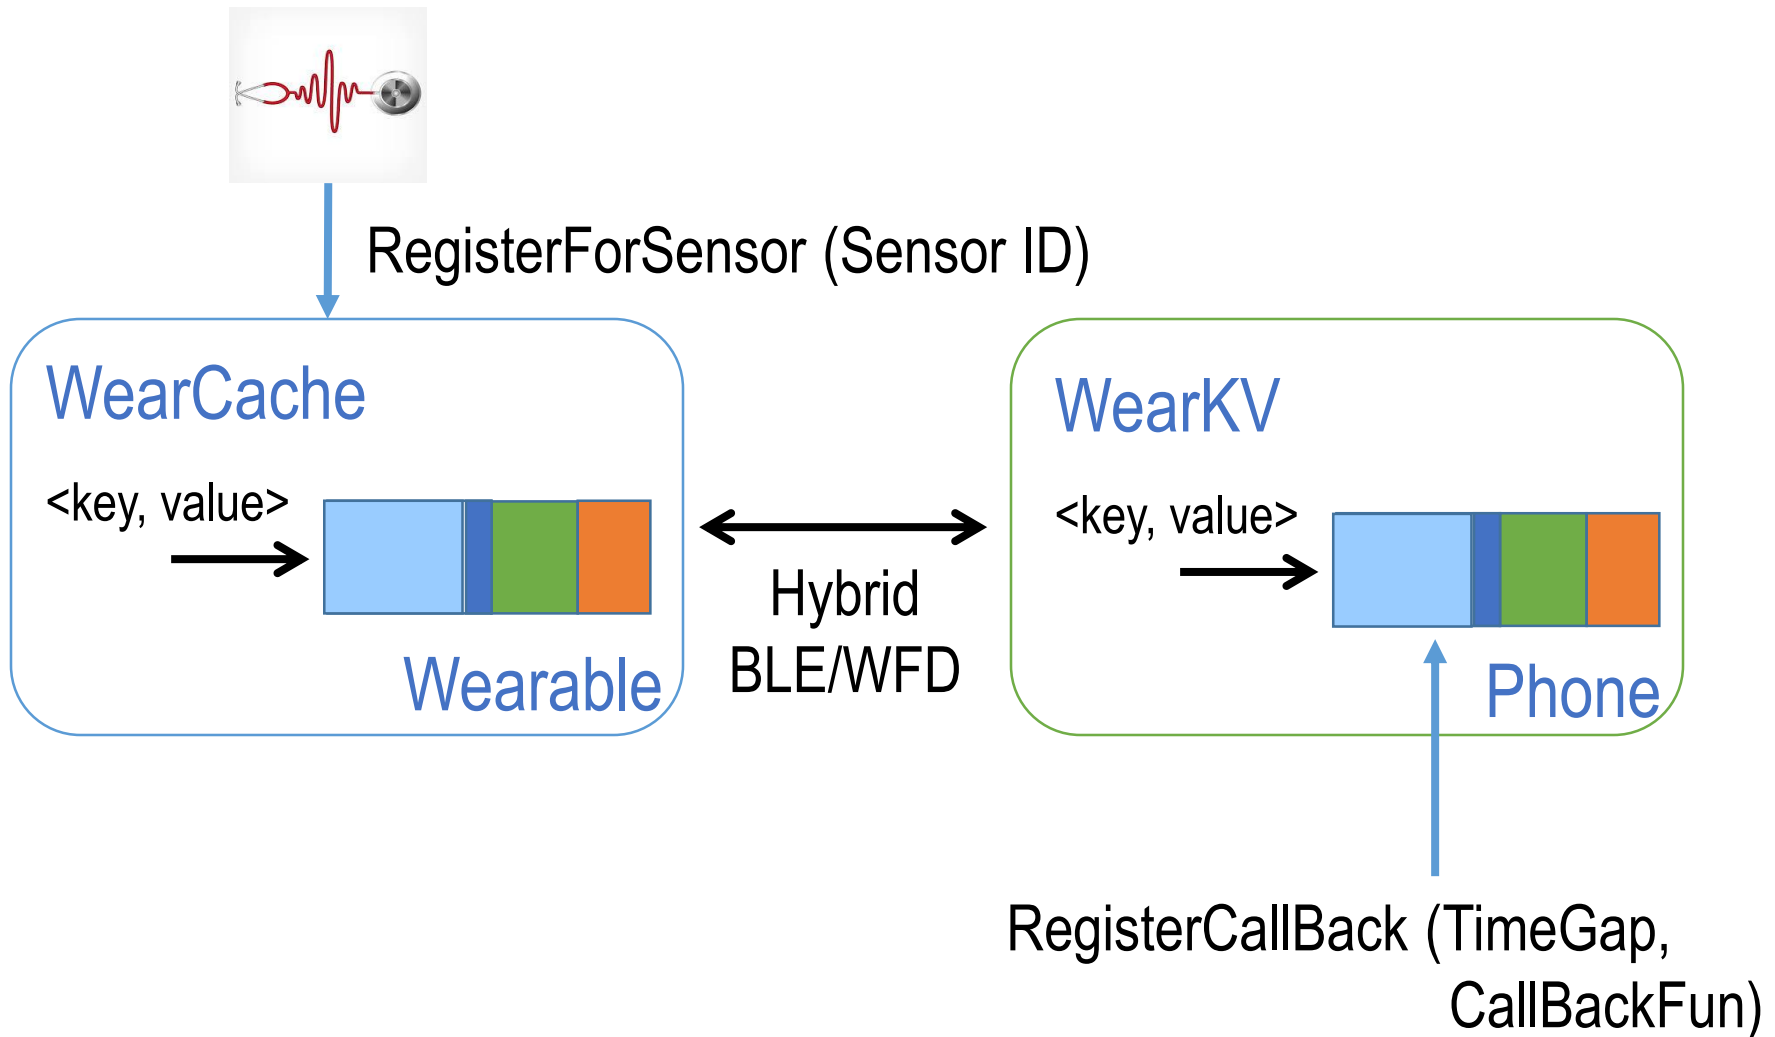 RegisterForSensor (Sensor ID)
WearCache
<key, value>
Wearable
Hybrid
BLE/WFD
WearKV
<key, value>
Phone
RegisterCallBack (TimeGap,
CallBackFun)